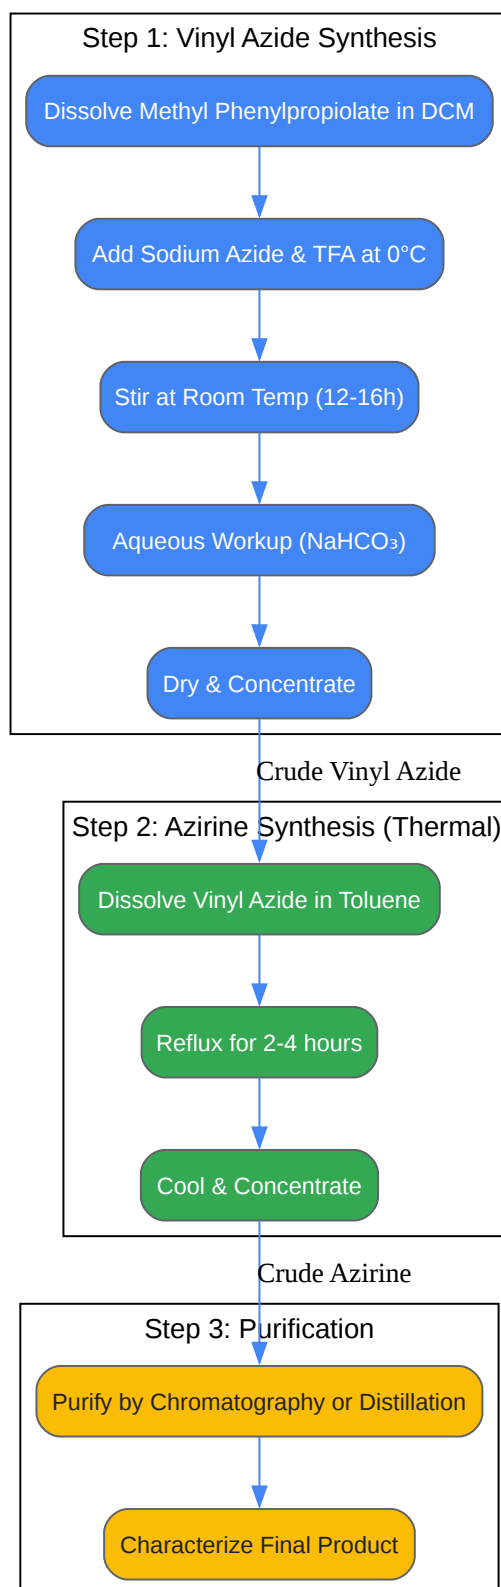 Step 1: Vinyl Azide Synthesis
Dissolve Methyl Phenylpropiolate in DCM
Add Sodium Azide & TFA at 0°C
Stir at Room Temp (12-16h)
Aqueous Workup (NaHCO₃)
Dry & Concentrate
Crude Vinyl Azide
Step 2: Azirine Synthesis (Thermal)
Dissolve Vinyl Azide in Toluene
Reflux for 2-4 hours
Cool & Concentrate
Crude Azirine
Step 3: Purification
Purify by Chromatography or Distillation
Characterize Final Product